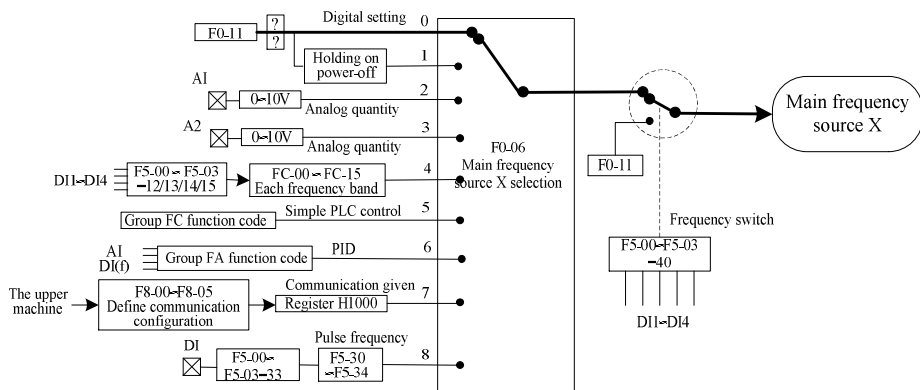 Digital setting 0
F0-11
?
?
Holding on
power-off
1
AI
0~10V
Analog quantity
2
A2
0~10V
Analog quantity
3
DI1~DI4
F5-00~F5-03
=12/13/14/15
FC-00~FC-15
Each frequency band
4
Group FC function code
Simple PLC control
5
AI
DI(f)
Group FA function code
PID
6
The upper
machine
F8-00~F8-05
Define communication
configuration
Communication given
Register H1000
7
DI
F5-00~
F5-03=33
Pulse frequency
F5-30
~F5-34
8
F0-06
Main frequency
source X selection
F0-11
Main frequency
source X
Frequency switch
F5-00~F5-03
=40
DI1~DI4